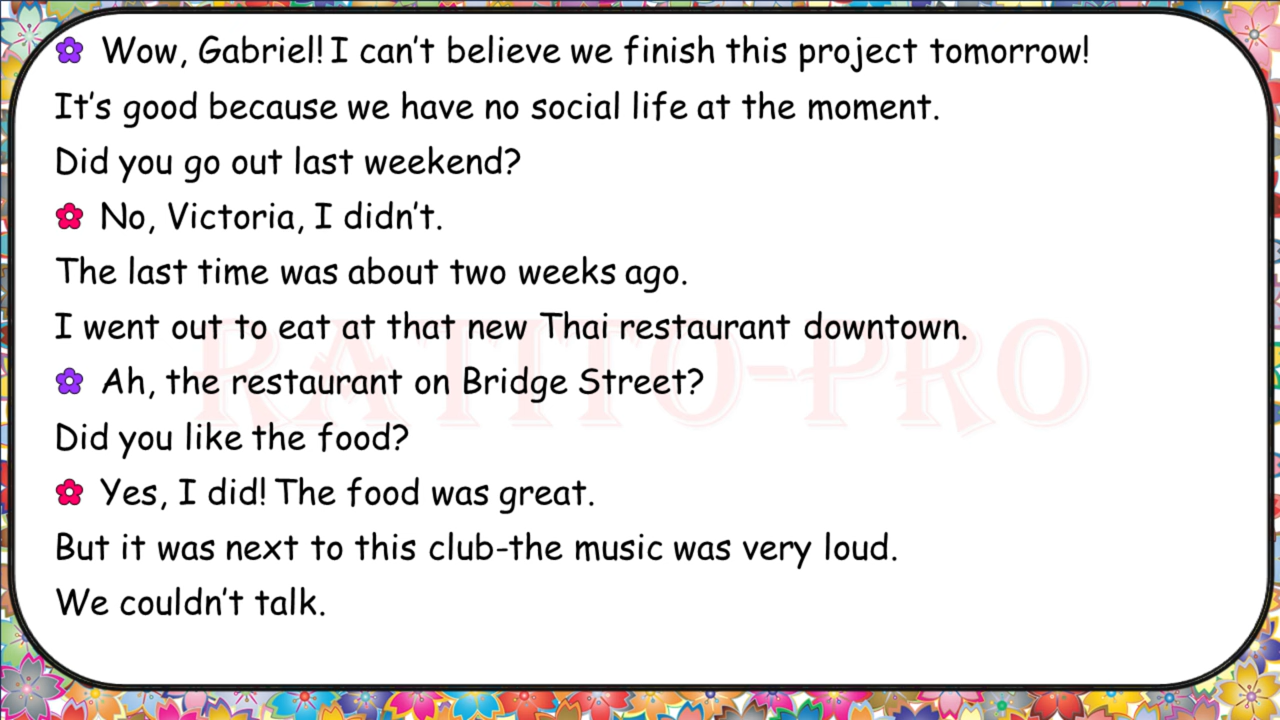 Wow, Gabriel! I can't believe we finish this project tomorrow!
It's good because we have no social life at the moment.
Did you go out last weekend?
No, Victoria, I didn't.
The last time was about two weeks ago.
I went out to eat at that new Thai restaurant downtown.
RATITO-PRO
Ah, the restaurant on Bridge Street?
Did you like the food?
Yes, I did! The food was great.
But it was next to this club-the music was very loud.
We couldn't talk.